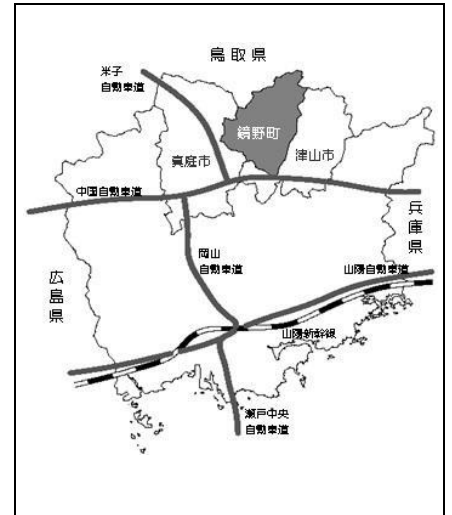 鳥取県
米子
自動車道
鏡野町
真庭市
津山市
中国自動車道
兵庫県
岡山
自動車道
山陽自動車道
広島県
山陽新幹線
瀬戸中央
自動車道